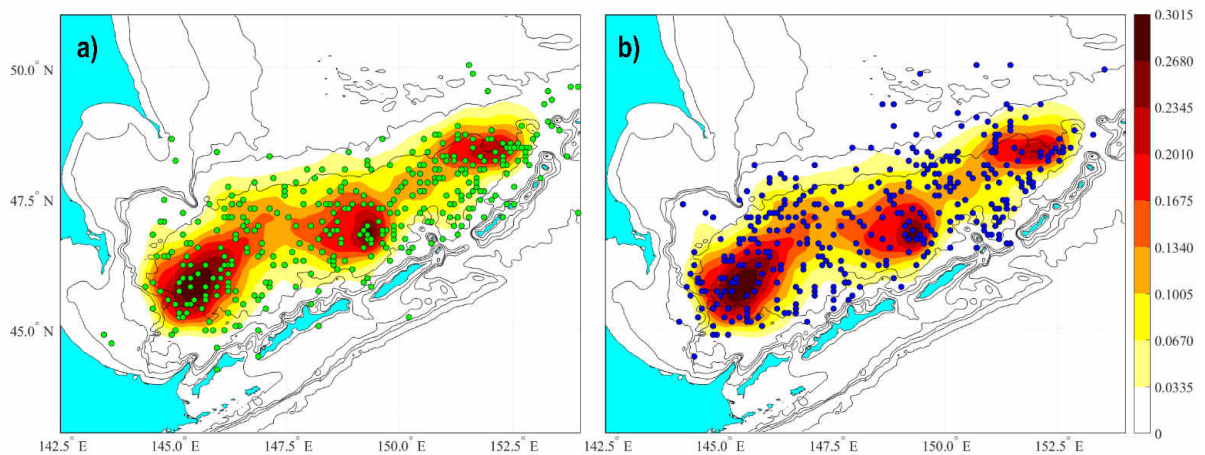 a)
b)
50.0° N
47.5° N
45.0° N
142.5° E
145.0° E
147.5° E
150.0° E
152.5° E
142.5° E
145.0° E
147.5° E
150.0° E
152.5° E
0.3015
0.2680
0.2345
0.2010
0.1675
0.1340
0.1005
0.0670
0.0335
0